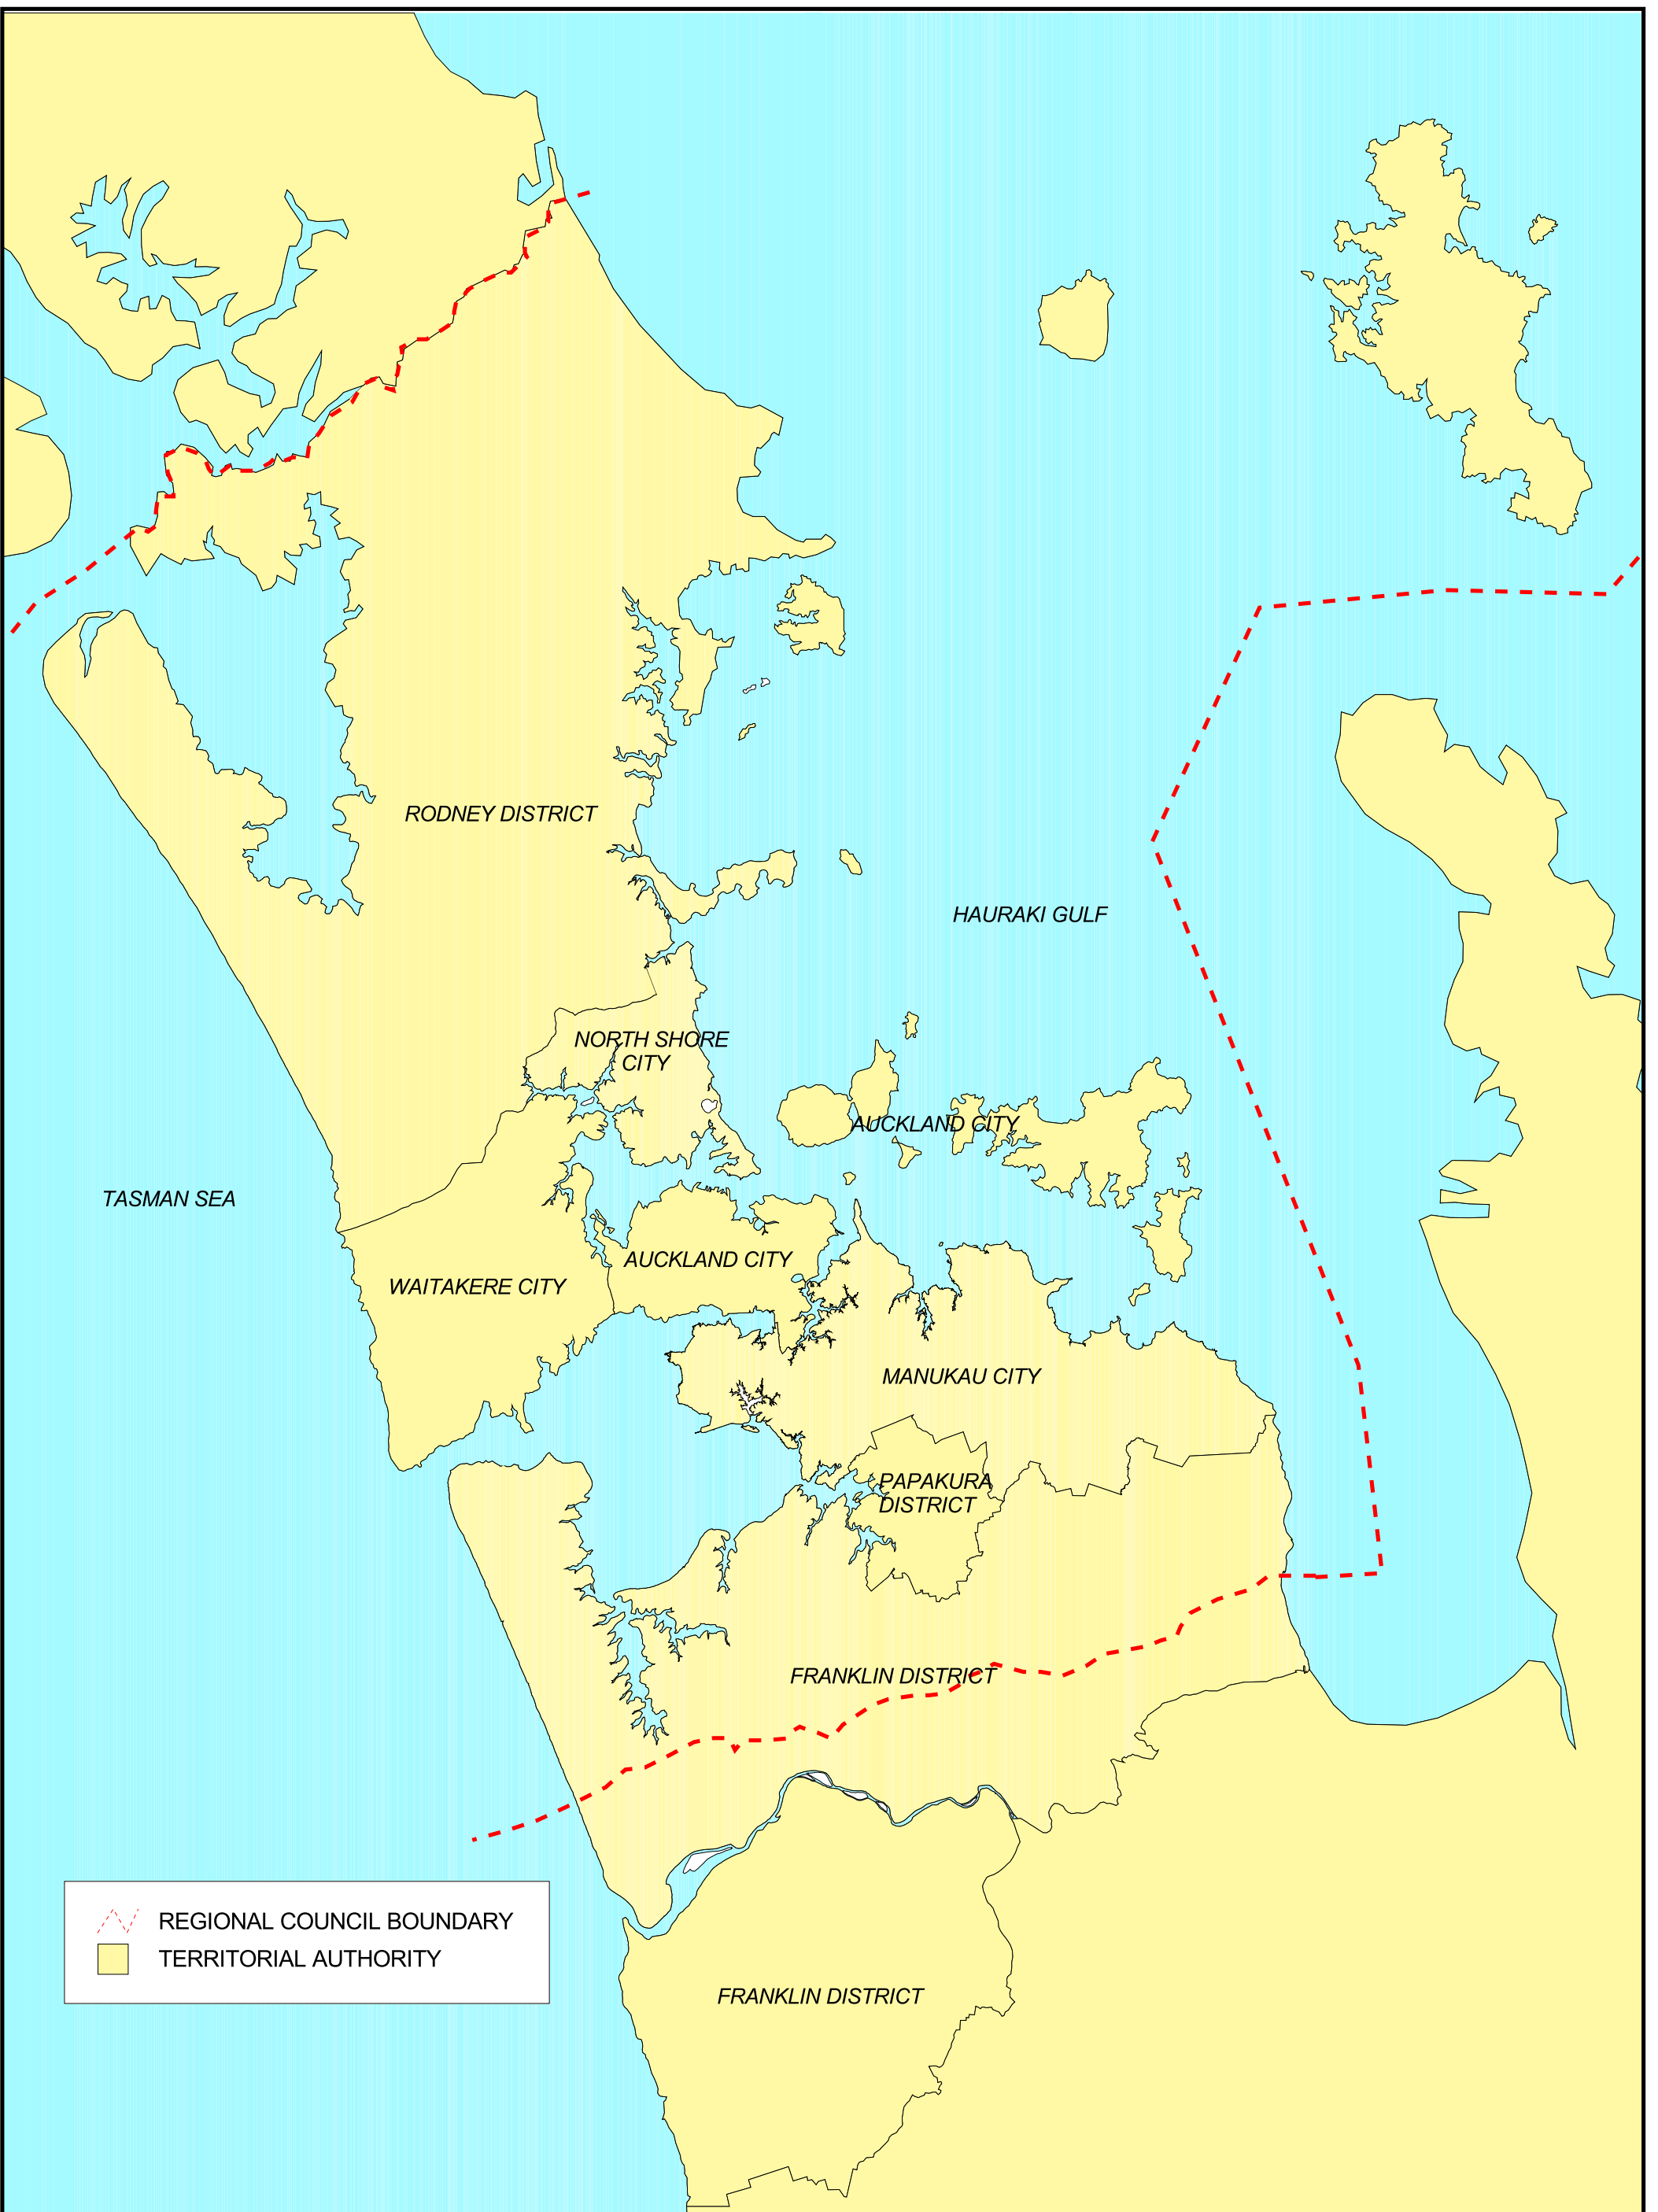 RODNEY DISTRICT
HAURAKI GULF
NORTH SHORE
CITY
AUCKLAND CITY
TASMAN SEA
AUCKLAND CITY
WAITAKERE CITY
MANUKAU CITY
PAPAKURA
DISTRICT
FRANKLIN DISTRICT
REGIONAL COUNCIL BOUNDARY
TERRITORIAL AUTHORITY
FRANKLIN DISTRICT